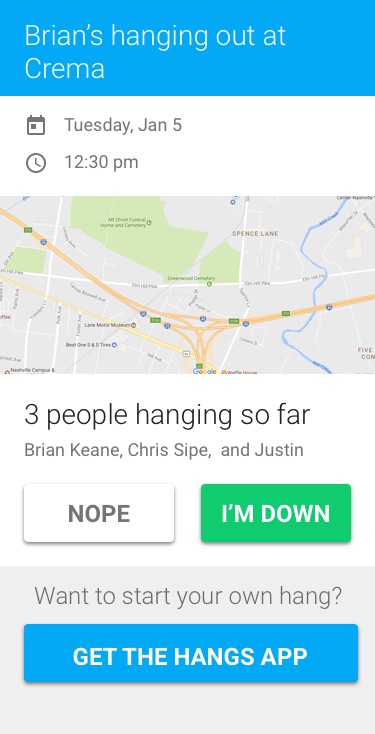 Brian’s hanging out at
Crema
Tuesday, Jan 5
12:30 pm
Center Nashville
Mt Olivet Funeral
Home and Cemetery
SPENCE LANE
Elm Hill Pike
Greenwood Cemetery
Elm Hill Pike
Lane Motor Museum
Best One S & S Tires
FIVE
CON
Nashville Campus &
Google
Waffle House
3 people hanging so far
Brian Keane, Chris Sipe,  and Justin
NOPE
I’M DOWN
Want to start your own hang?
GET THE HANGS APP